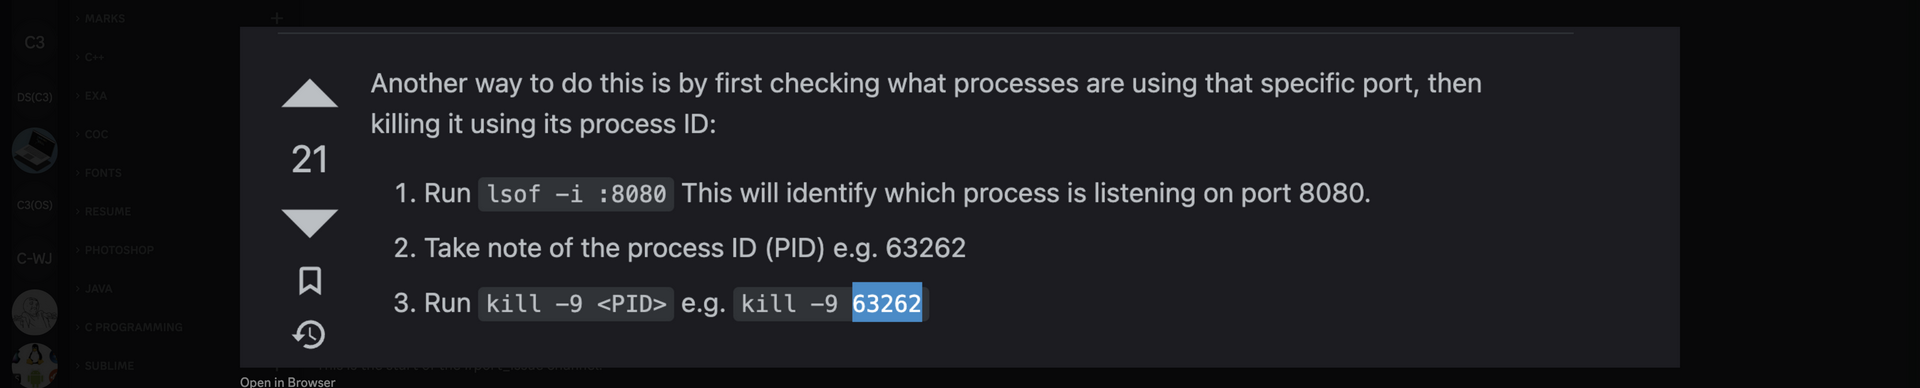 MARKS
C3
C++
DS(C3)
EXA
COC
FONTS
C3(OS)
RESUME
PHOTOSHOP
C-WJ
JAVA
C PROGRAMMING
SUBLIME
Another way to do this is by first checking what processes are using that specific port, then
killing it using its process ID:
21
1. Run lsof -i :8080 This will identify which process is listening on port 8080.
2. Take note of the process ID (PID) e.g. 63262
3. Run kill -9 <PID> e.g. kill -9 63262
Open in Browser